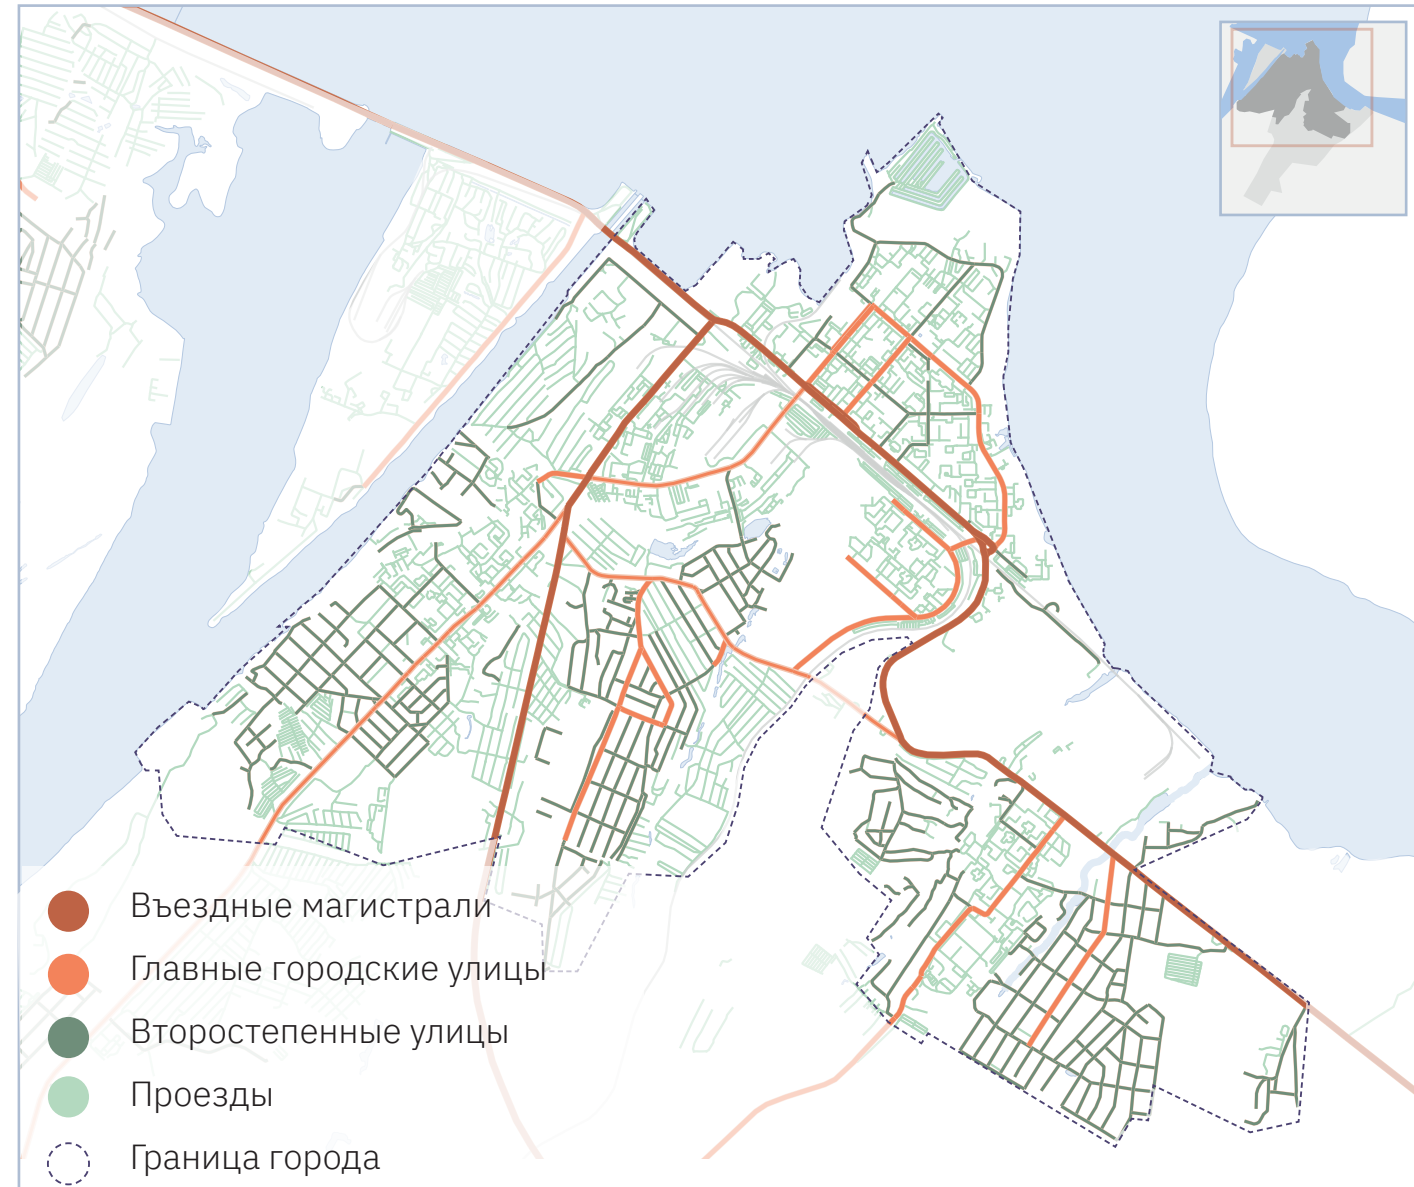 Въездные магистрали
Главные городские улицы
Второстепенные улицы
Проезды
Граница города